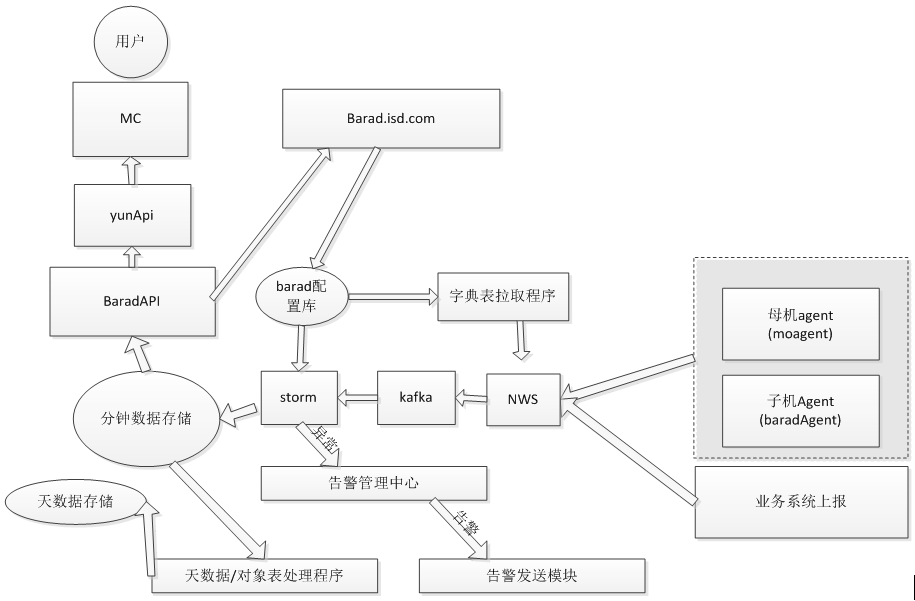 用户
MC
Barad.isd.com
yunApi
BaradAPI
barad配
置库
字典表拉取程序
母机agent
(moagent)
子机Agent
(baradAgent)
分钟数据存储
storm
kafka
NWS
异常
告警管理中心
天数据存储
业务系统上报
告警
天数据/对象表处理程序
告警发送模块